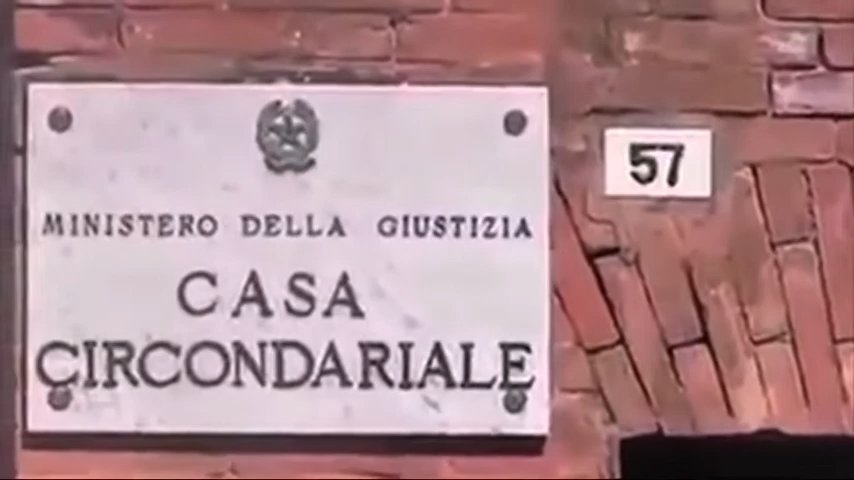 MINISTERO DELLA GIUSTIZIA
CASA
CIRCONDARIALE
57